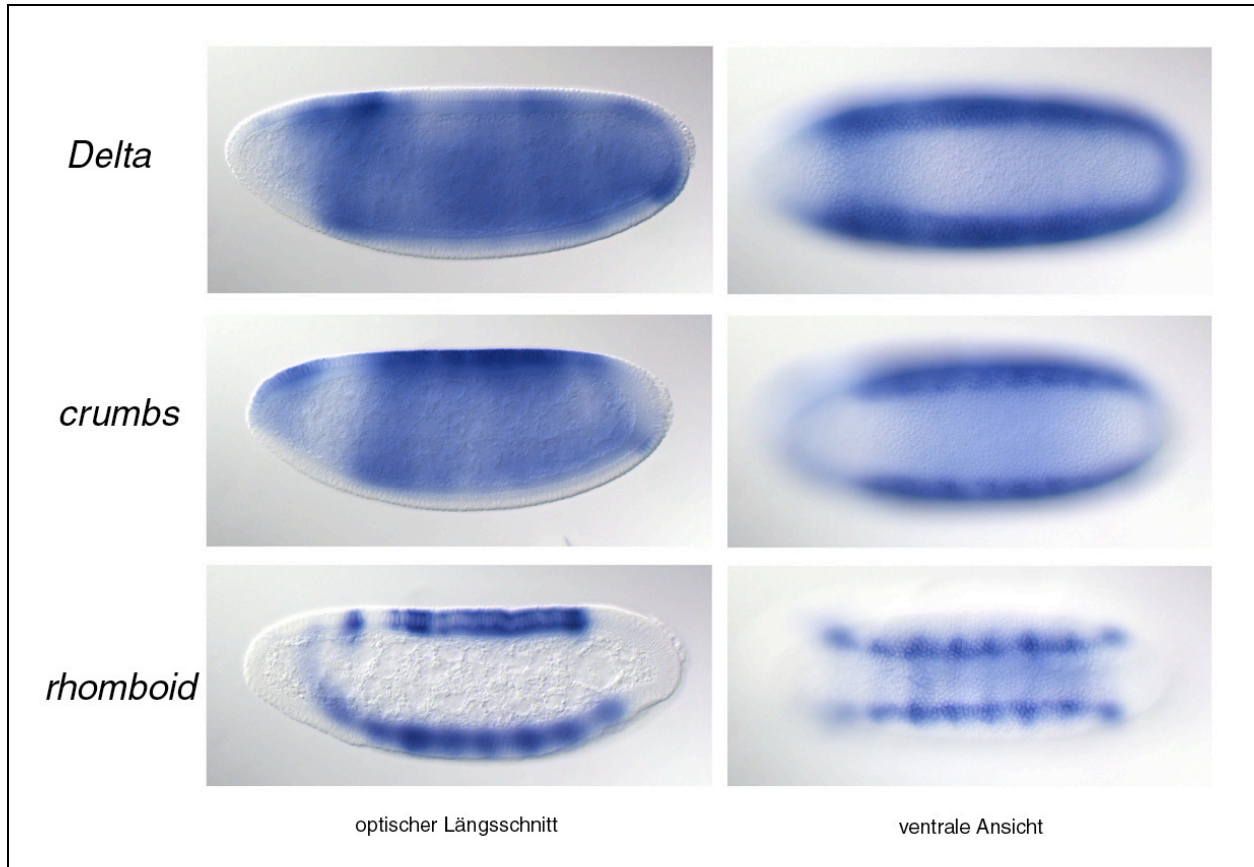 Delta
crumbs
rhomboid
optischer Längsschnitt
ventrale Ansicht